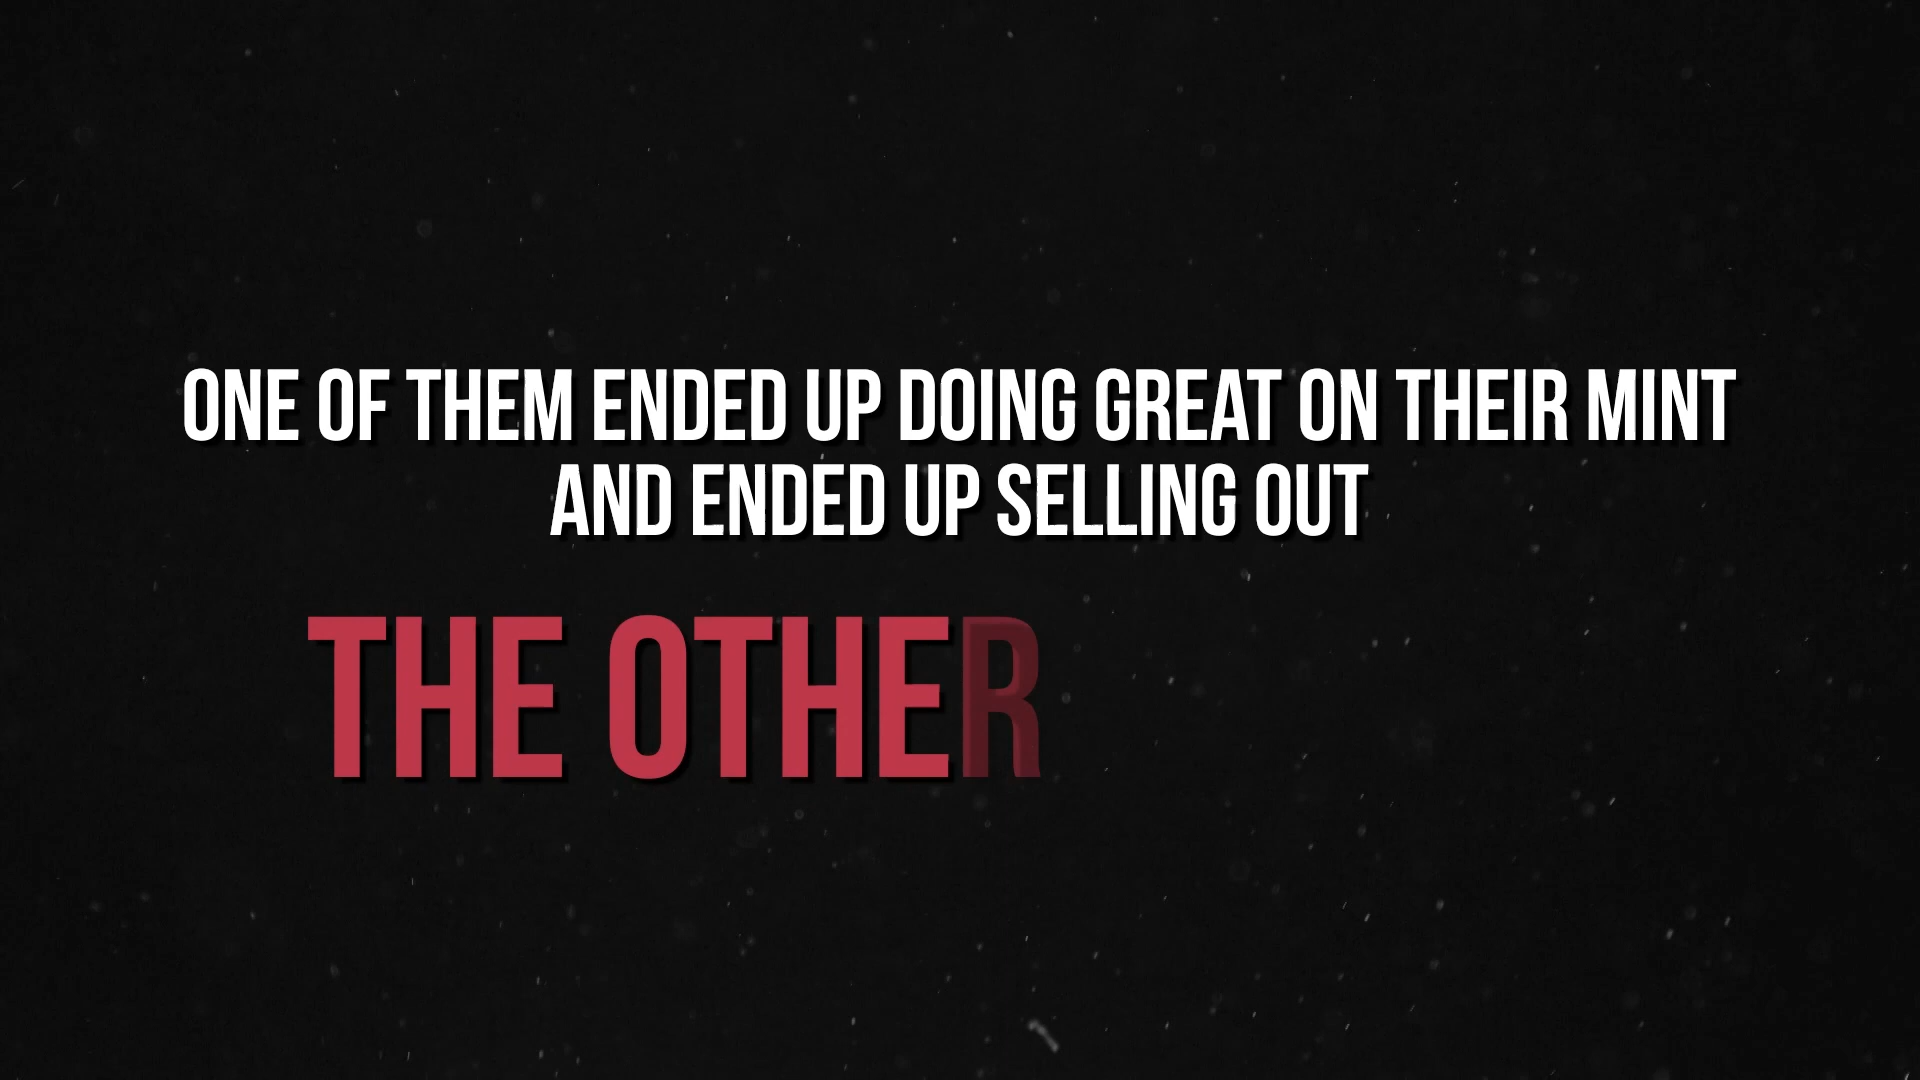 ONE OF THEM ENDED UP DOING GREAT ON THEIR MINT
AND ENDED UP SELLING OUT
THE OTHER